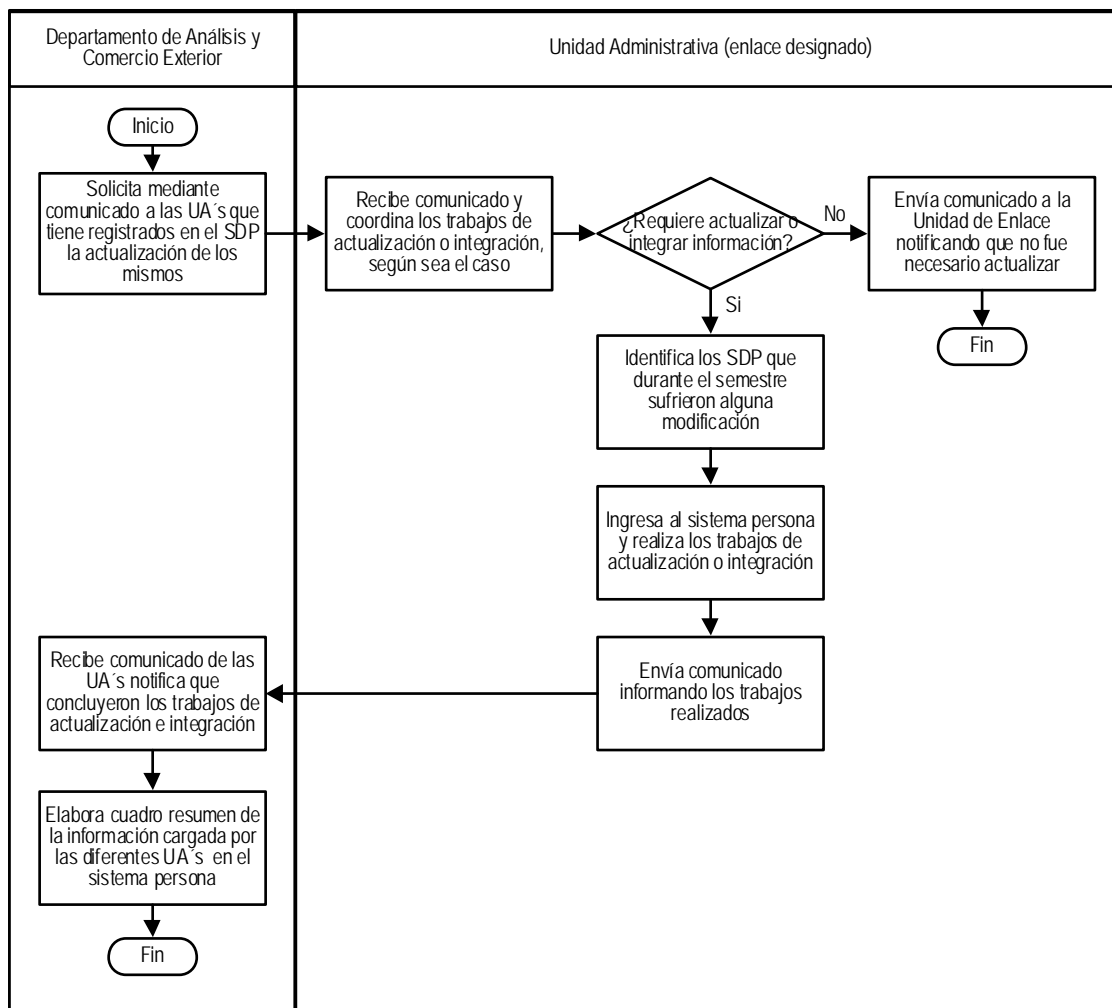 Departamento de Análisis y
Comercio Exterior
Unidad Administrativa (enlace designado)
Inicio
Solicita mediante
comunicado a las UA´s que
tiene registrados en el SDP
la actualización de los
mismos
Recibe comunicado y
coordina los trabajos de
actualización o integración,
según sea el caso
¿Requiere actualizar o
integrar información?
No
Envía comunicado a la
Unidad de Enlace
notificando que no fue
necesario actualizar
Fin
Si
Identifica los SDP que
durante el semestre
sufrieron alguna
modificación
Ingresa al sistema persona
y realiza los trabajos de
actualización o integración
Envía comunicado
informando los trabajos
realizados
Recibe comunicado de las
UA´s notifica que
concluyeron los trabajos de
actualización e integración
Elabora cuadro resumen de
la información cargada por
las diferentes UA´s en el
sistema persona
Fin